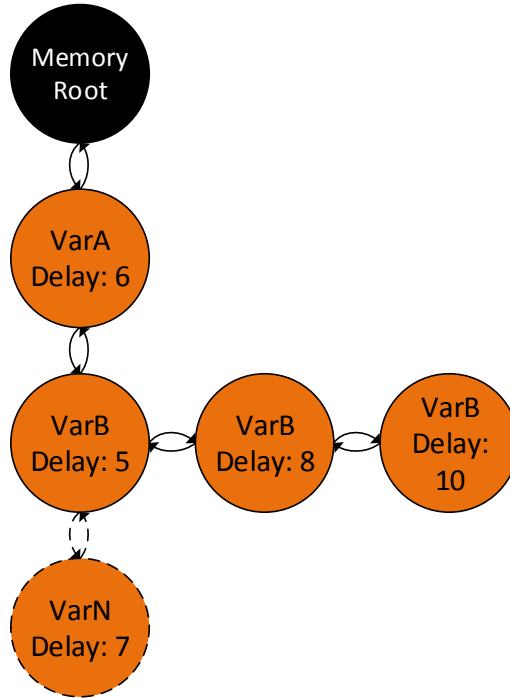 Memory
Root
VarA
Delay: 6
VarB
Delay: 5
VarB
Delay: 8
VarB
Delay:
10
VarN
Delay: 7